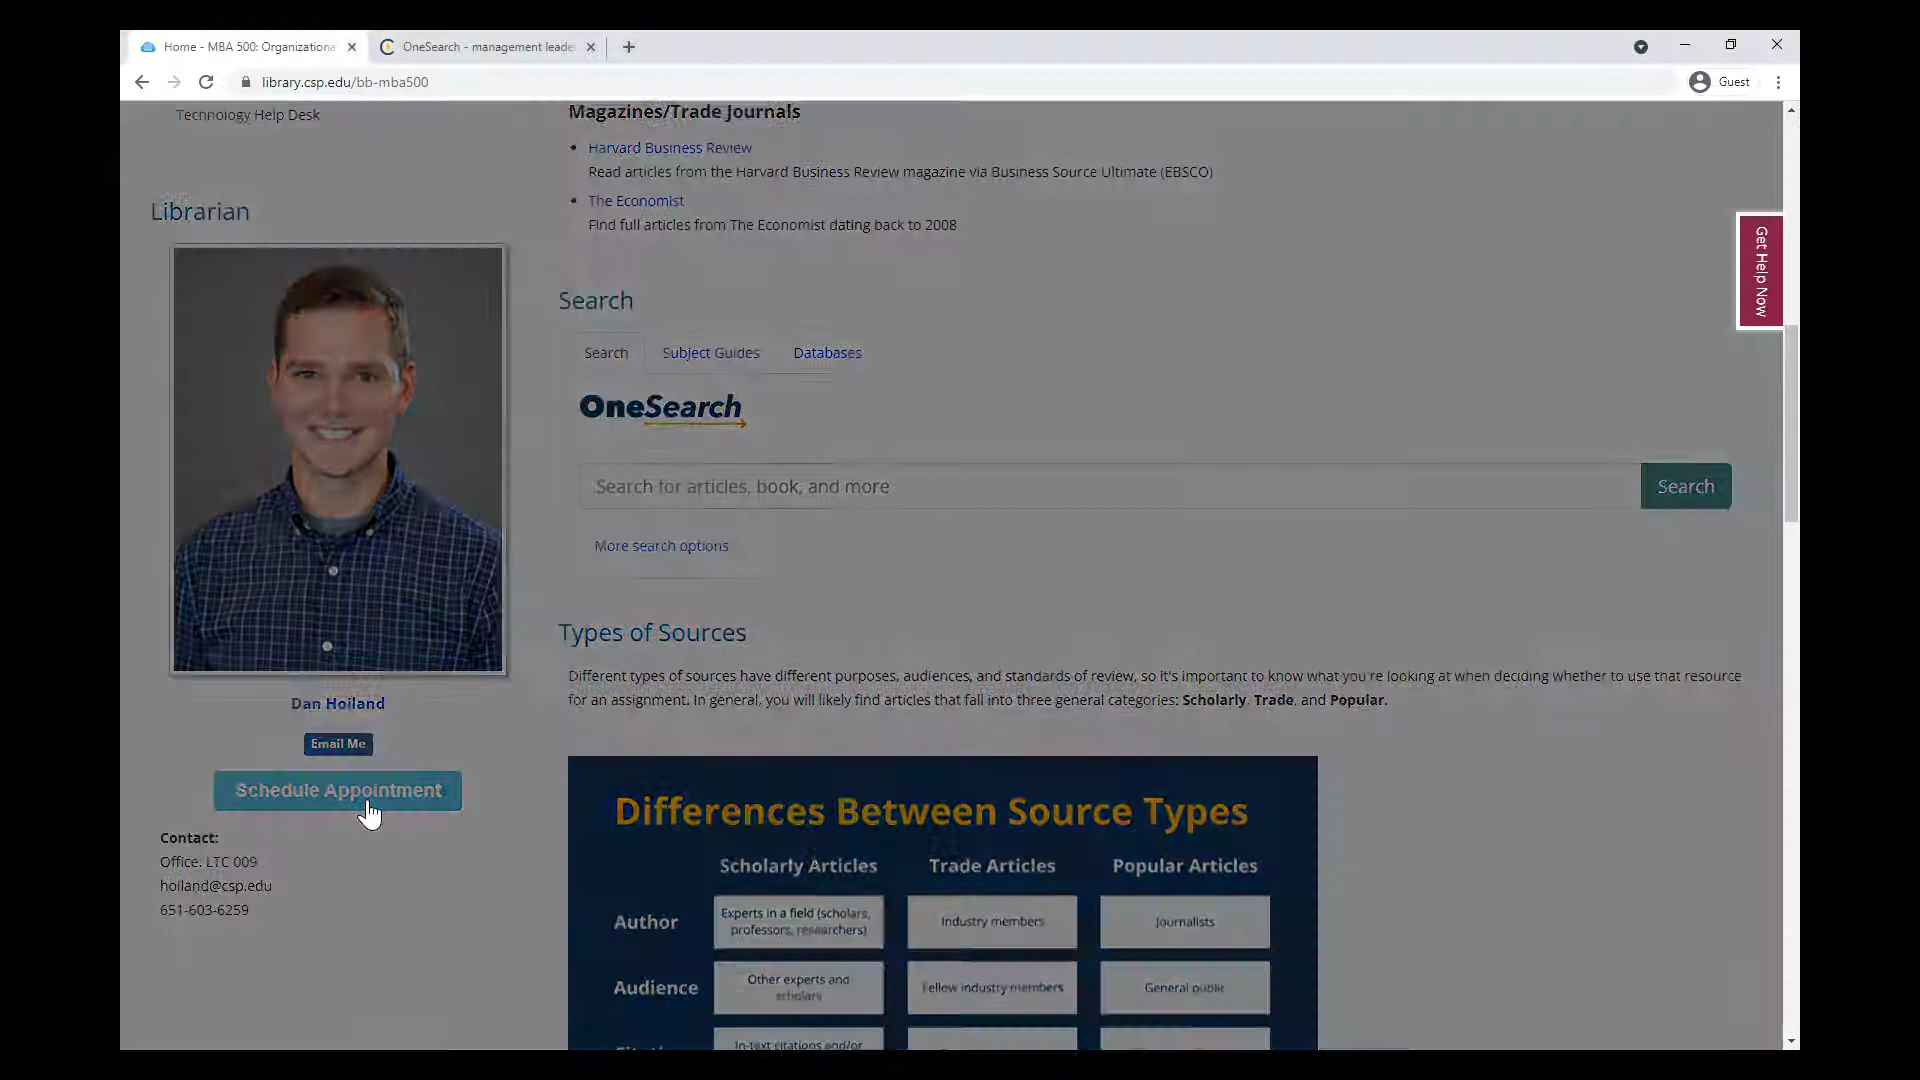 Home - MBA 500: Organizationa
OneSearch - management leade
library.csp.edu/bb-mba500
Guest
Technology Help Desk
Librarian
Dan Hoiland
Email Me
Schedule Appointment
Contact:
Office. LTC 009
hoiland@csp.edu
651-603-6259
Magazines/Trade Journals
Harvard Business Review
Read articles from the Harvard Business Review magazine via Business Source Ultimate (EBSCO)
The Economist
Find full articles from The Economist dating back to 2008
Search
Search Subject Guides Databases
OneSearch
Search for articles, book, and more
Search
More search options
Types of Sources
Different types of sources have different purposes, audiences, and standards of review, so it's important to know what you're looking at when deciding whether to use that resource
for an assignment. In general, you will likely find articles that fall into three general categories: Scholarly, Trade, and Popular.
Differences Between Source Types
Scholarly Articles Trade Articles Popular Articles
Author
Experts in a field (scholars,
professors, researchers)
Industry members
Journalists
Audience
Other experts and
scholars
Fellow industry members
General public
In-text citations and/or
Get Help Now